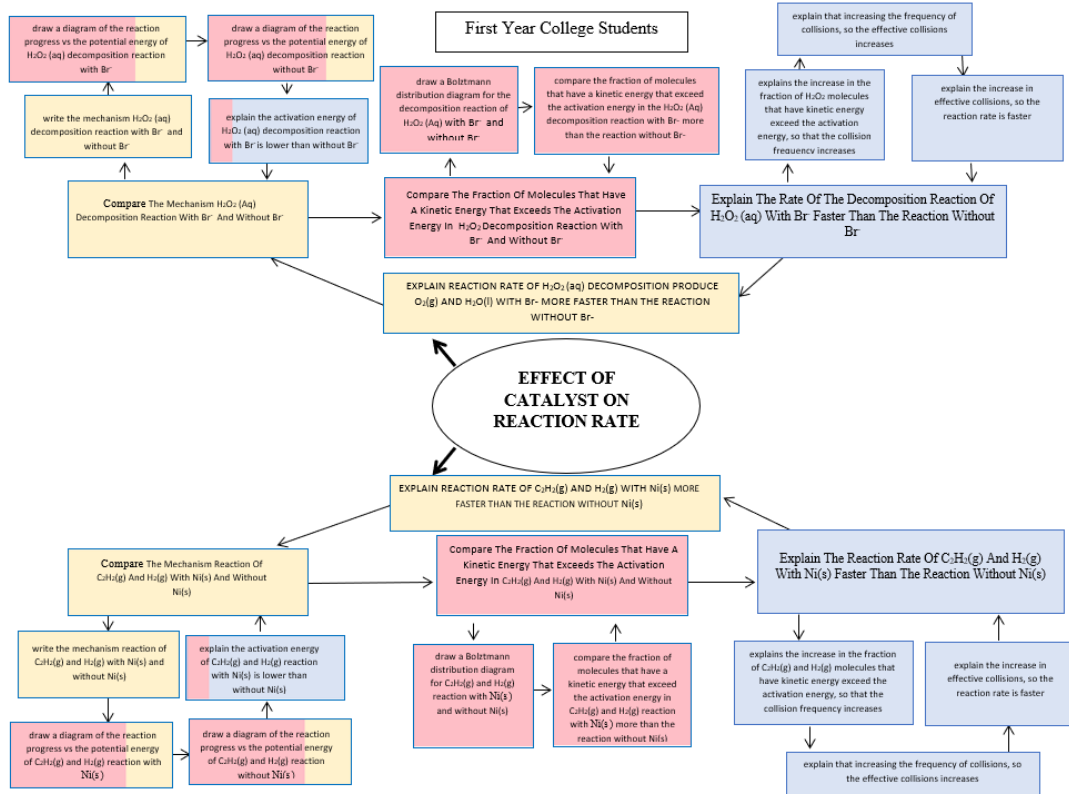 First Year College Students
draw a diagram of the reaction
progress vs the potential energy of
H₂O₂ (aq) decomposition reaction
with Br⁻
draw a diagram of the reaction
progress vs the potential energy of
H₂O₂ (aq) decomposition reaction
without Br⁻
write the mechanism H₂O₂ (aq)
decomposition reaction with Br⁻ and
without Br⁻
explain the activation energy of
H₂O₂ (aq) decomposition reaction
with Br⁻ is lower than without Br⁻
draw a Bolztmann
distribution diagram for the
decomposition reaction of
H₂O₂ (Aq) with Br⁻ and
without Br⁻
compare the fraction of molecules
that have a kinetic energy that exceed
the activation energy in the H₂O₂ (Aq)
decomposition reaction with Br- more
than the reaction without Br-
explain that increasing the frequency of
collisions, so the effective collisions
increases
explains the increase in the
fraction of H₂O₂ molecules
that have kinetic energy
exceed the activation
energy, so that the collision
frequency increases
explain the increase in
effective collisions, so the
reaction rate is faster
Compare The Mechanism H₂O₂ (Aq)
Decomposition Reaction With Br⁻ And Without Br⁻
Compare The Fraction Of Molecules That Have
A Kinetic Energy That Exceeds The Activation
Energy In H₂O₂ Decomposition Reaction With
Br⁻ And Without Br⁻
Explain The Rate Of The Decomposition Reaction Of
H₂O₂ (aq) With Br⁻ Faster Than The Reaction Without
Br⁻
EXPLAIN REACTION RATE OF H₂O₂ (aq) DECOMPOSITION PRODUCE
O₂(g) AND H₂O(l) WITH Br- MORE FASTER THAN THE REACTION
WITHOUT Br-
EFFECT OF
CATALYST ON
REACTION RATE
EXPLAIN REACTION RATE OF C₂H₂(g) AND H₂(g) WITH Ni(s) MORE
FASTER THAN THE REACTION WITHOUT Ni(s)
Compare The Mechanism Reaction Of
C₂H₂(g) And H₂(g) With Ni(s) And Without
Ni(s)
Compare The Fraction Of Molecules That Have A
Kinetic Energy That Exceeds The Activation
Energy In C₂H₂(g) And H₂(g) With Ni(s) And Without
Ni(s)
Explain The Reaction Rate Of C₂H₂(g) And H₂(g)
With Ni(s) Faster Than The Reaction Without Ni(s)
write the mechanism reaction of
C₂H₂(g) and H₂(g) with Ni(s) and
without Ni(s)
explain the activation energy
of C₂H₂(g) and H₂(g) reaction
with Ni(s) is lower than
without Ni(s)
draw a Bolztmann
distribution diagram
for C₂H₂(g) and H₂(g)
reaction with Ni(s)
and without Ni(s)
compare the fraction of
molecules that have a
kinetic energy that exceed
the activation energy in
C₂H₂(g) and H₂(g) reaction
with Ni(s) more than the
reaction without Ni(s)
explains the increase in the fraction
of C₂H₂(g) and H₂(g) molecules that
have kinetic energy exceed the
activation energy, so that the
collision frequency increases
explain the increase in
effective collisions, so
the reaction rate is faster
draw a diagram of the reaction
progress vs the potential energy
of C₂H₂(g) and H₂(g) reaction with
Ni(s)
draw a diagram of the reaction
progress vs the potential energy
of C₂H₂(g) and H₂(g) reaction
without Ni(s)
explain that increasing the frequency of collisions, so
the effective collisions increases